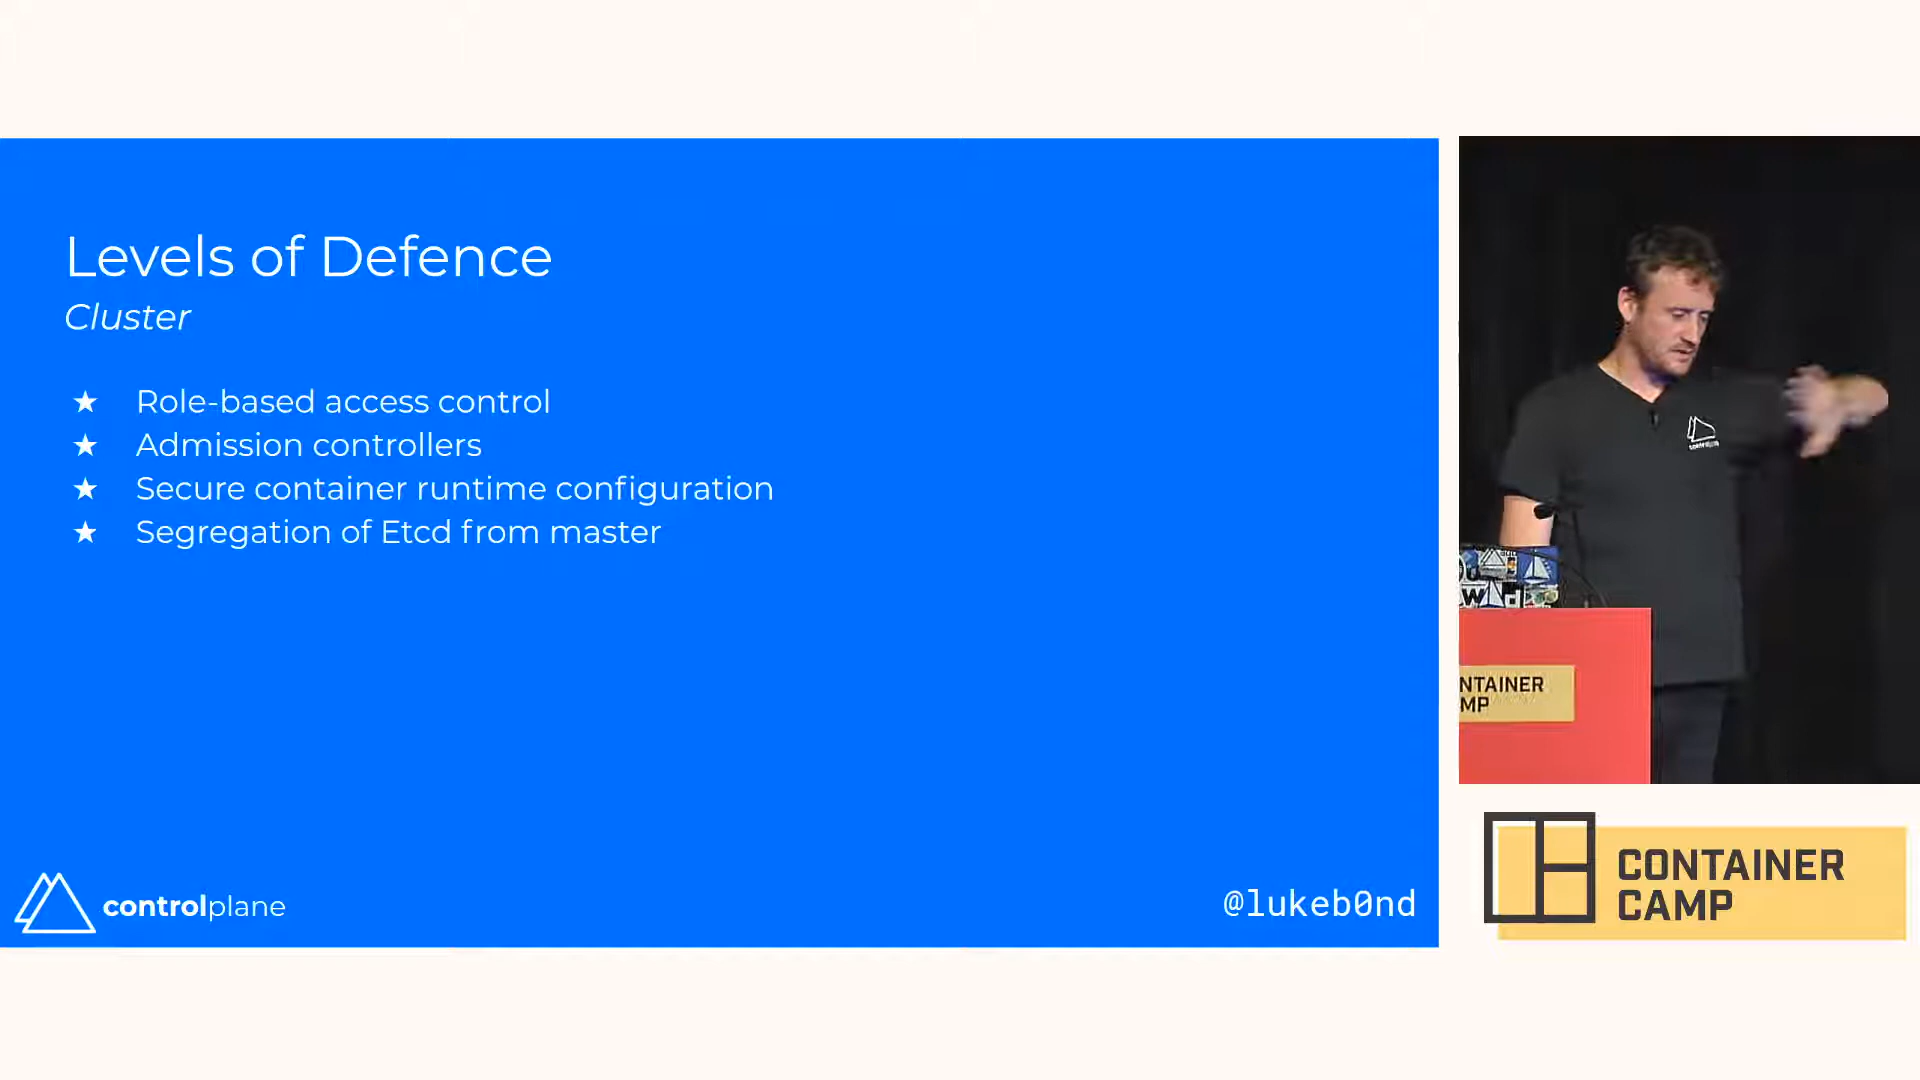 Levels of Defence
Cluster
★ Role-based access control
★ Admission controllers
★ Secure container runtime configuration
★ Segregation of Etcd from master
controlplane
@lukeb0nd
NTAINER
MP
CONTAINER
CAMP